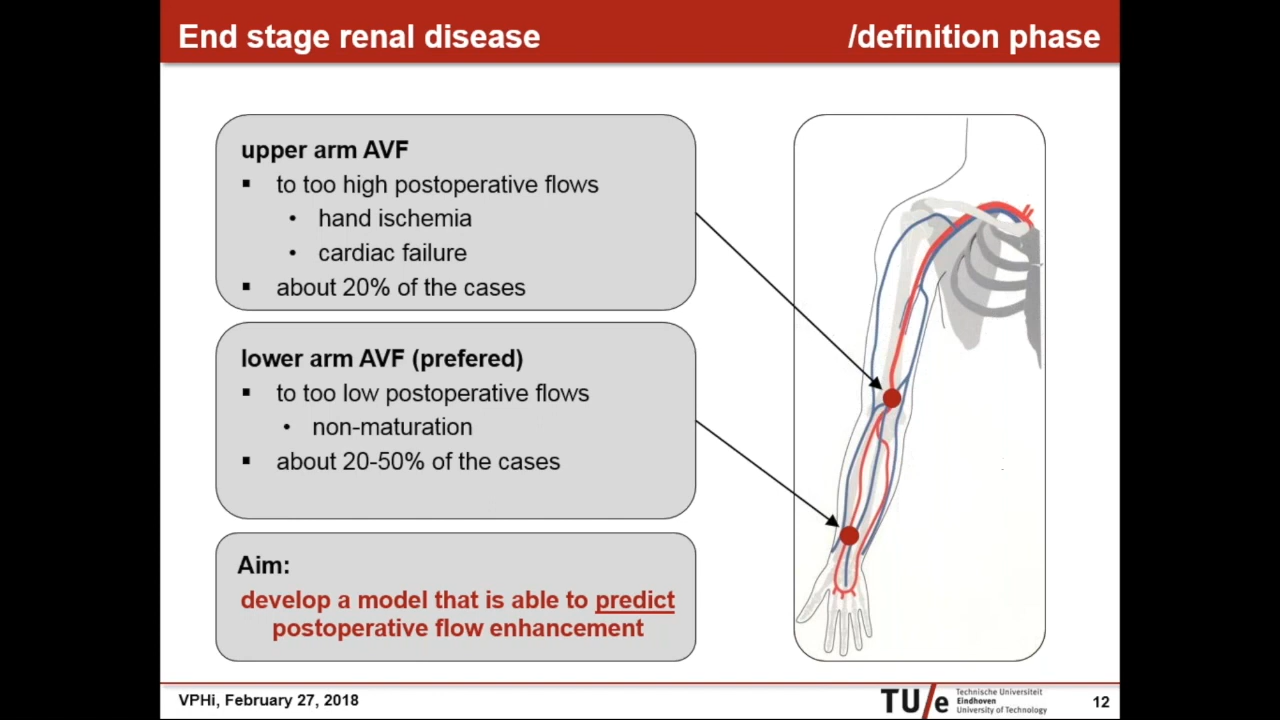 End stage renal disease /definition phase
upper arm AVF
▪ to too high postoperative flows
• hand ischemia
• cardiac failure
▪ about 20% of the cases
lower arm AVF (prefered)
▪ to too low postoperative flows
• non-maturation
▪ about 20-50% of the cases
Aim:
develop a model that is able to predict
postoperative flow enhancement
VPHi, February 27, 2018
TU/e
Technische Universiteit
Eindhoven
University of Technology
12